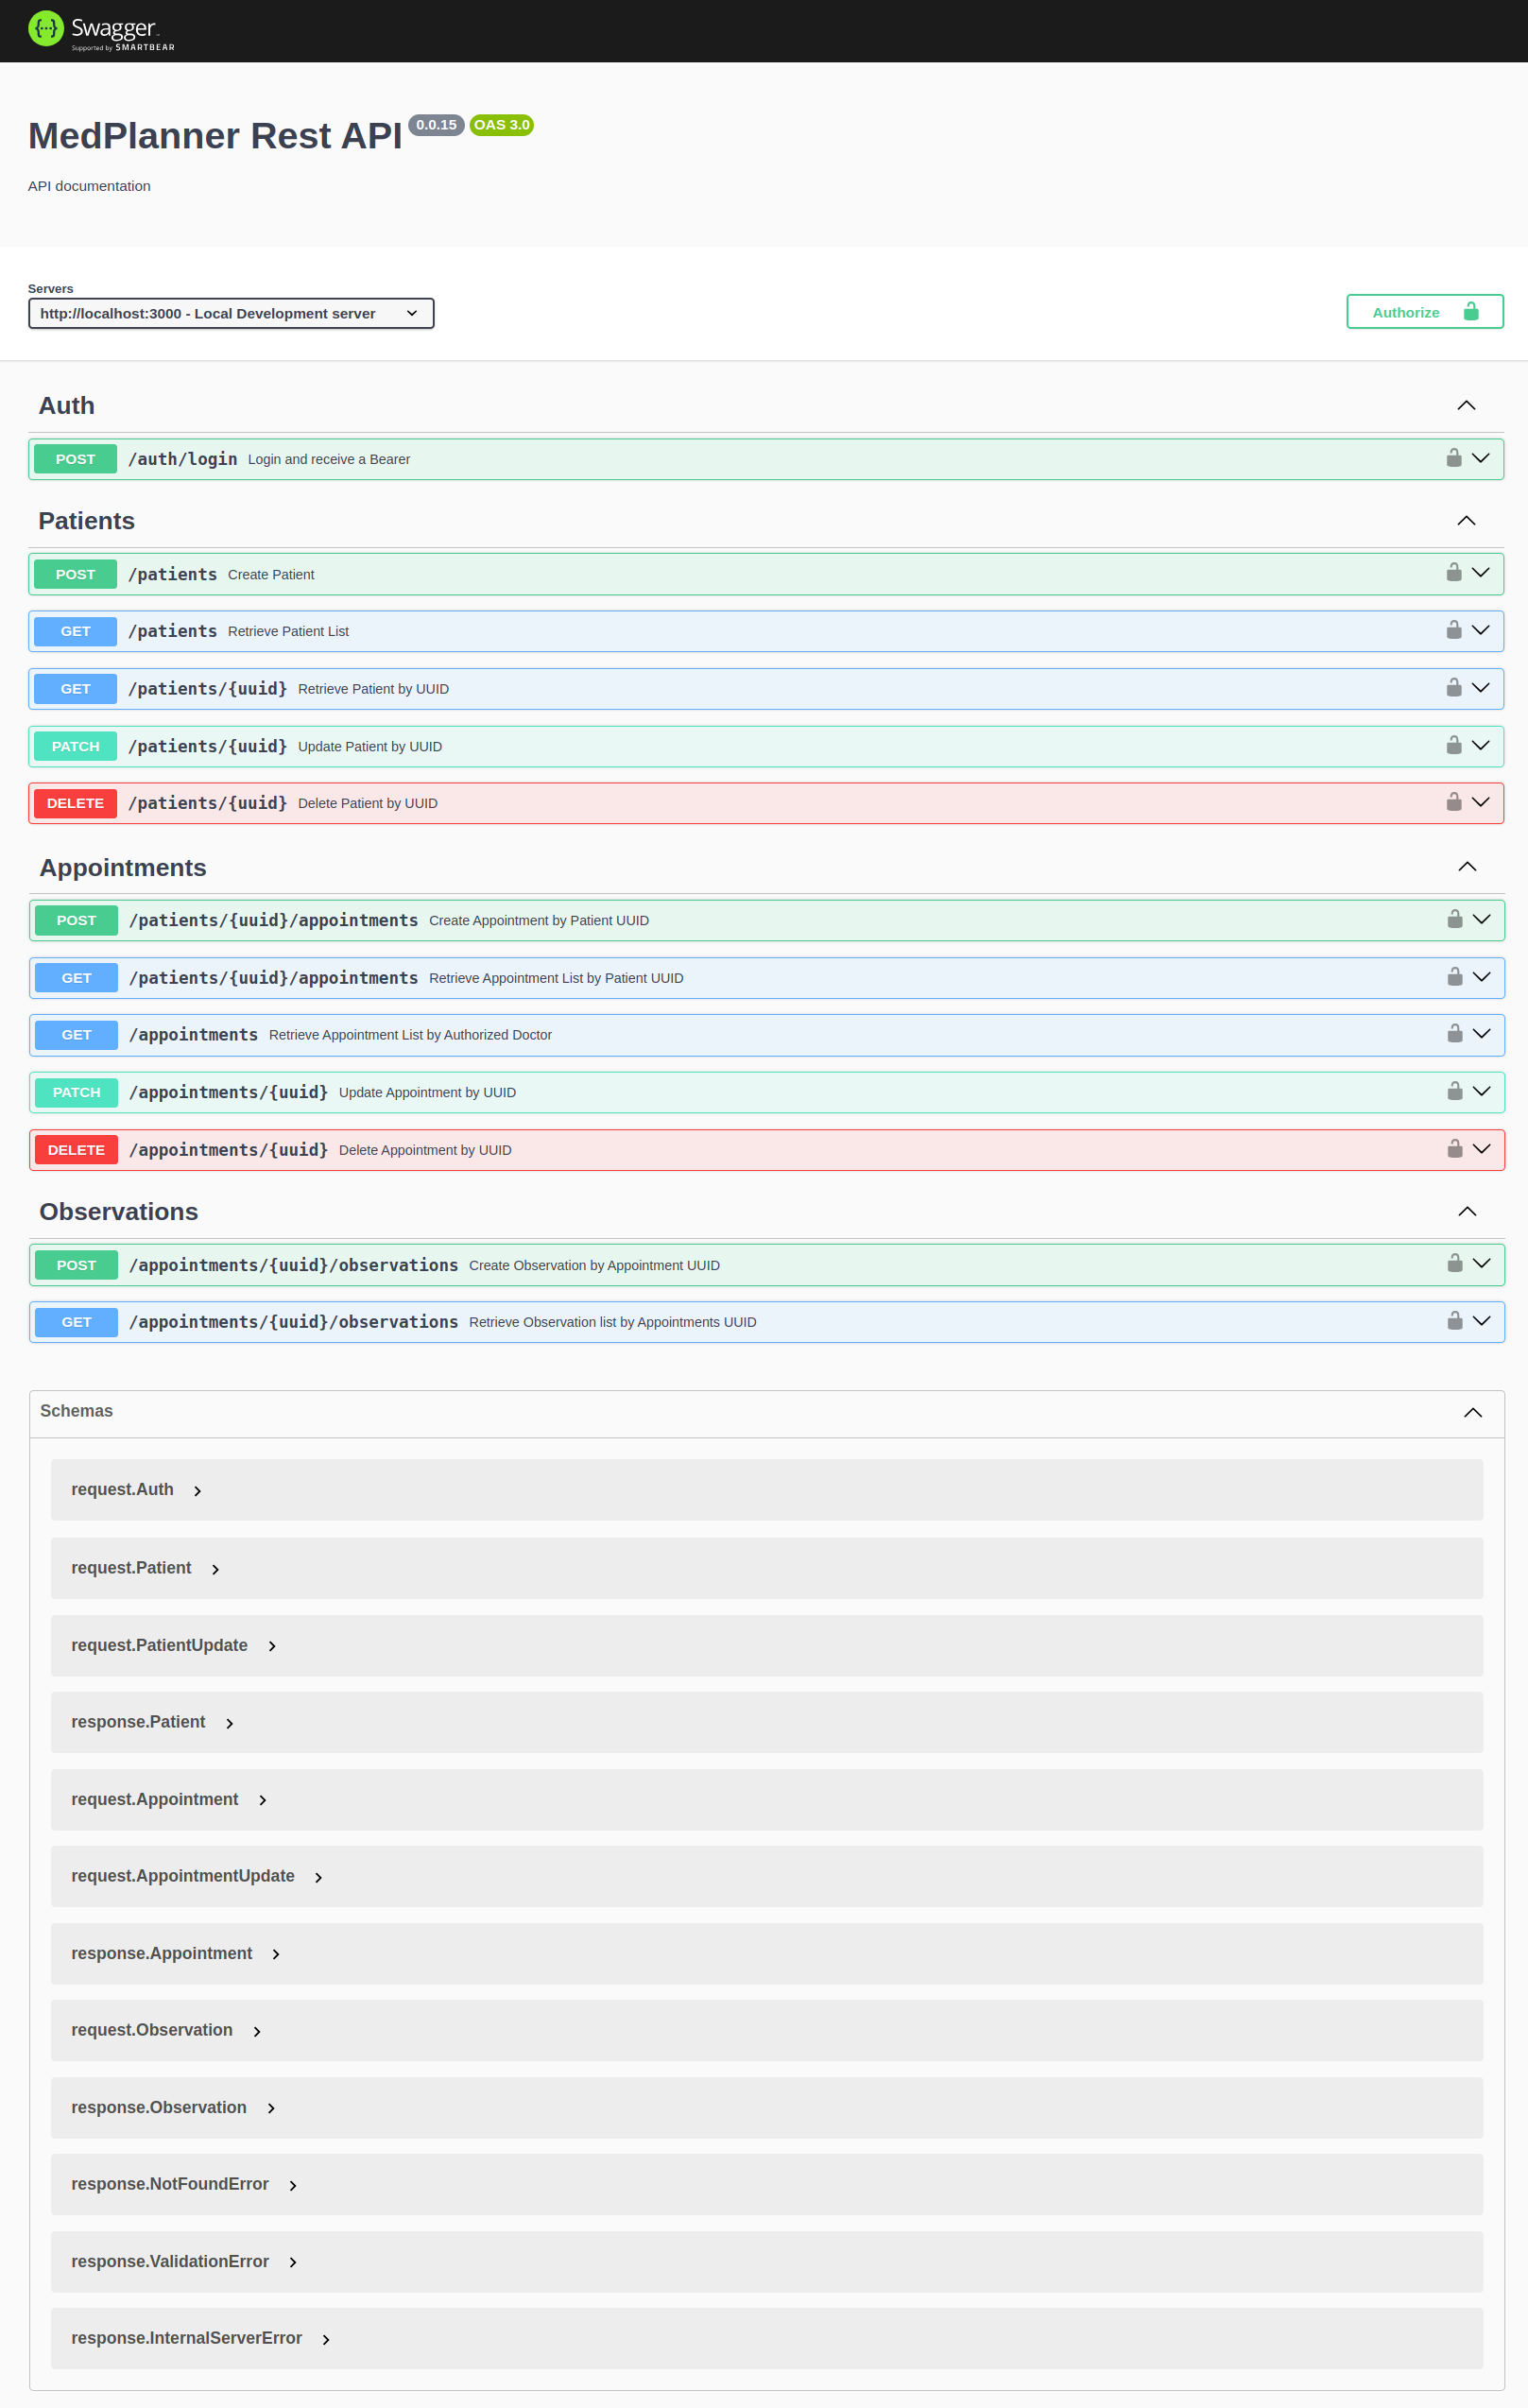 Swagger
Supported by SMARTBEAR
MedPlanner Rest API 0.0.15 OAS 3.0
API documentation
Servers
http://localhost:3000 - Local Development server
Authorize
Auth
POST /auth/login Login and receive a Bearer
Patients
POST /patients Create Patient
GET /patients Retrieve Patient List
GET /patients/{uuid} Retrieve Patient by UUID
PATCH /patients/{uuid} Update Patient by UUID
DELETE /patients/{uuid} Delete Patient by UUID
Appointments
POST /patients/{uuid}/appointments Create Appointment by Patient UUID
GET /patients/{uuid}/appointments Retrieve Appointment List by Patient UUID
GET /appointments Retrieve Appointment List by Authorized Doctor
PATCH /appointments/{uuid} Update Appointment by UUID
DELETE /appointments/{uuid} Delete Appointment by UUID
Observations
POST /appointments/{uuid}/observations Create Observation by Appointment UUID
GET /appointments/{uuid}/observations Retrieve Observation list by Appointments UUID
Schemas
request.Auth
request.Patient
request.PatientUpdate
response.Patient
request.Appointment
request.AppointmentUpdate
response.Appointment
request.Observation
response.Observation
response.NotFoundError
response.ValidationError
response.InternalServerError